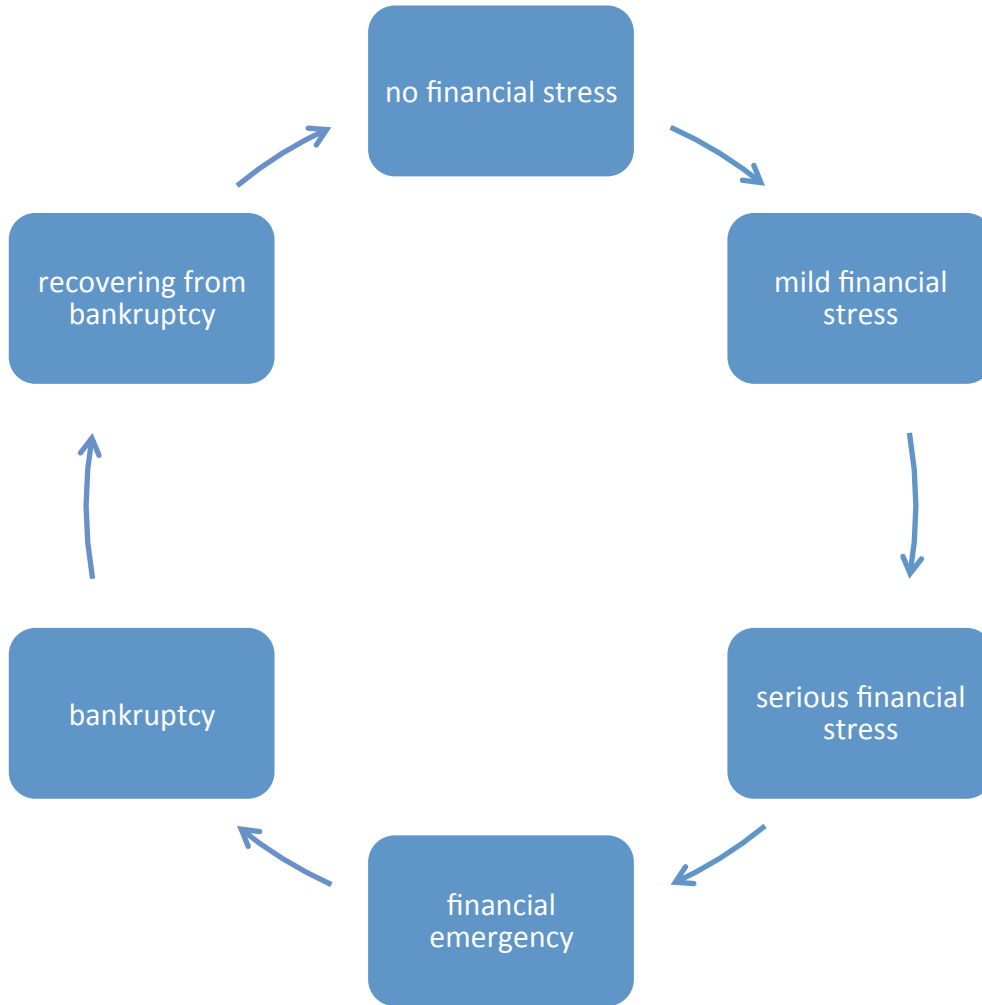 no financial stress
mild financial
stress
serious financial
stress
financial
emergency
bankruptcy
recovering from
bankruptcy